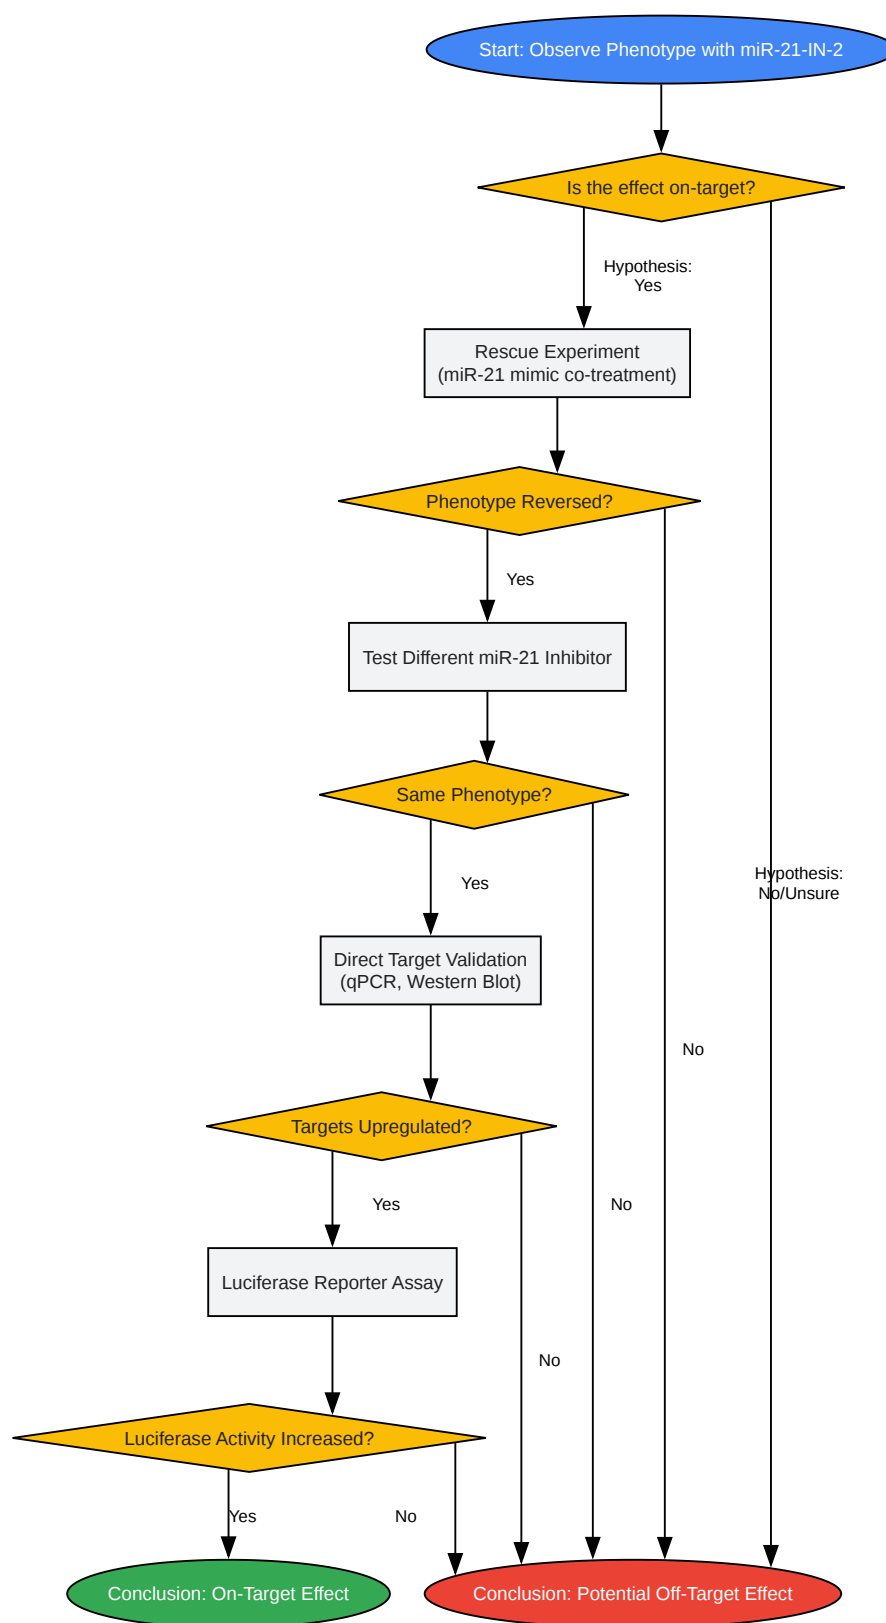 Start: Observe Phenotype with miR-21-IN-2
Is the effect on-target?
Hypothesis:
Yes
Rescue Experiment
(miR-21 mimic co-treatment)
Phenotype Reversed?
Yes
Test Different miR-21 Inhibitor
Same Phenotype?
Yes
Hypothesis:
No/Unsure
Direct Target Validation
(qPCR, Western Blot)
No
Targets Upregulated?
Yes
No
Luciferase Reporter Assay
No
Luciferase Activity Increased?
Yes
No
Conclusion: On-Target Effect
Conclusion: Potential Off-Target Effect